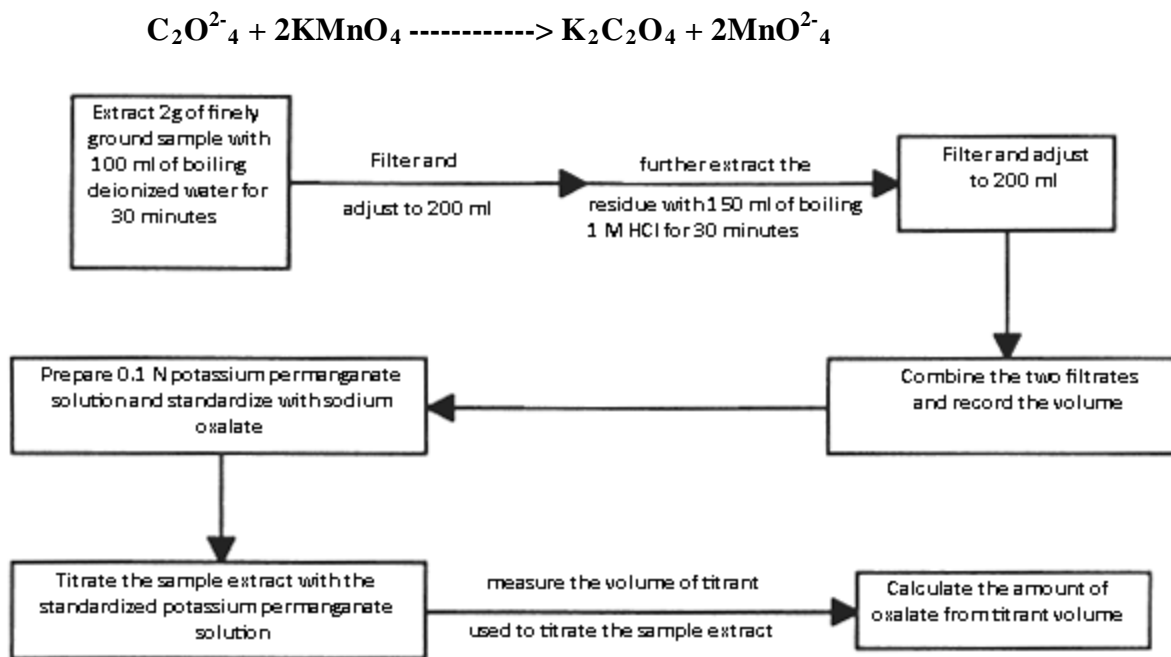 C₂O²⁻₄ + 2KMnO₄ ------------> K₂C₂O₄ + 2MnO²⁻₄
Extract 2g of finely
ground sample with
100 ml of boiling
deionized water for
30 minutes
Filter and
adjust to 200 ml
further extract the
residue with 150 ml of boiling
1 M HCl for 30 minutes
Filter and adjust
to 200 ml
Combine the two filtrates
and record the volume
Prepare 0.1 N potassium permanganate
solution and standardize with sodium
oxalate
Titrate the sample extract with the
standardized potassium permanganate
solution
measure the volume of titrant
used to titrate the sample extract
Calculate the amount of
oxalate from titrant volume